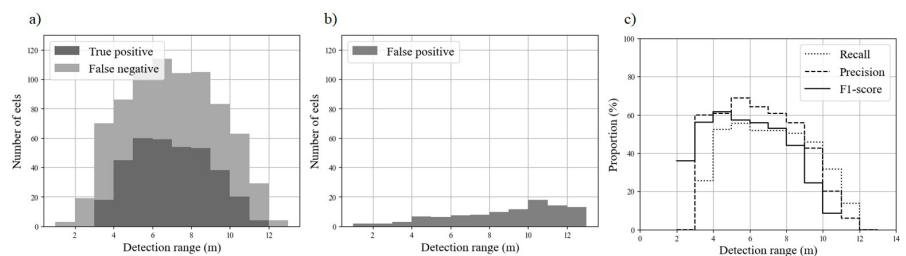 a)
120
100
80
60
40
20
0
Number of eels
True positive
False negative
2 4 6 8 10 12
Detection range (m)
b)
120
100
80
60
40
20
0
Number of eels
False positive
2 4 6 8 10 12
Detection range (m)
c)
100
80
60
40
20
0
Proportion (%)
Recall
Precision
F1-score
0 2 4 6 8 10 12 14
Detection range (m)